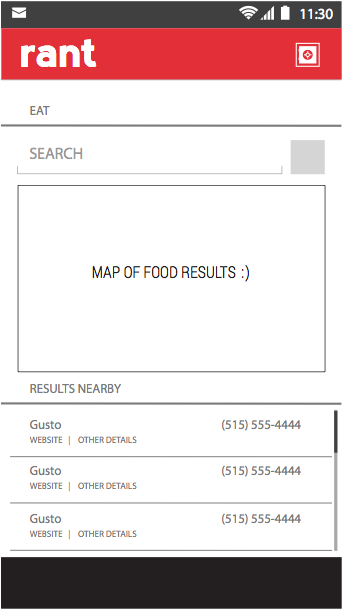 11:30
rant
EAT
SEARCH
MAP OF FOOD RESULTS :)
RESULTS NEARBY
Gusto (515) 555-4444
WEBSITE | OTHER DETAILS
Gusto (515) 555-4444
WEBSITE | OTHER DETAILS
Gusto (515) 555-4444
WEBSITE | OTHER DETAILS